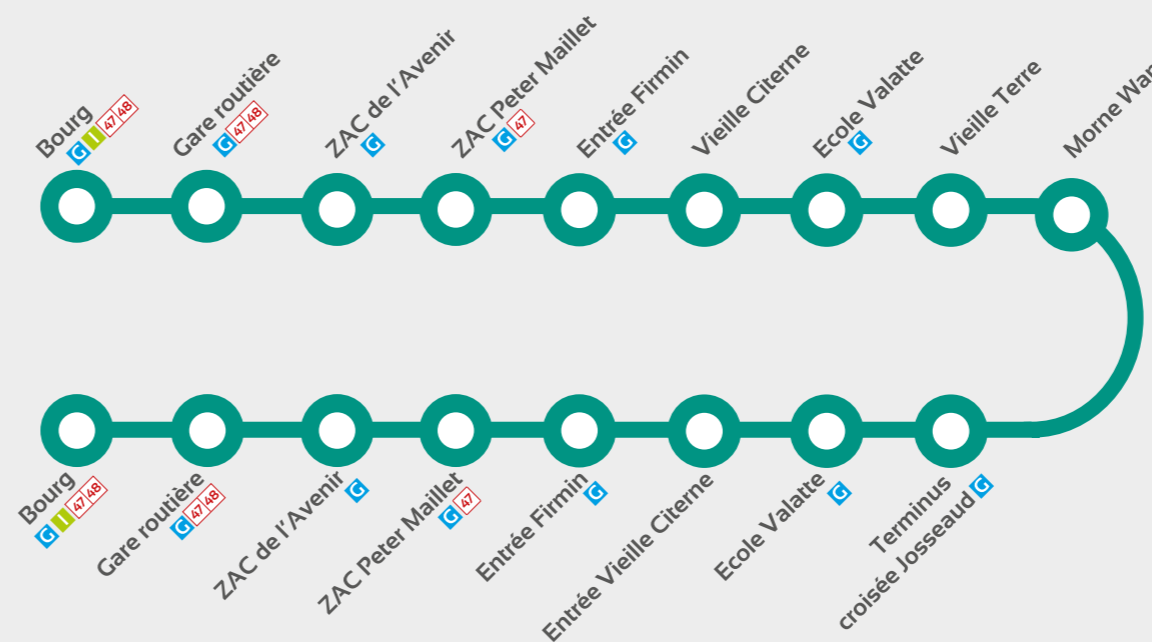 Bourg
G I 47 48
Gare routière
G 47 48
ZAC de l'Avenir
G
ZAC Peter Maillet
G 47
Entrée Firmin
G
Vieille Citerne
Ecole Valatte
G
Vieille Terre
Morne
Bourg
G I 47 48
Gare routière
G 47 48
ZAC de l'Avenir
G
ZAC Peter Maillet
G 47
Entrée Firmin
G
Entrée Vieille Citerne
Ecole Valatte
G
Terminus
croisée Josseaud G